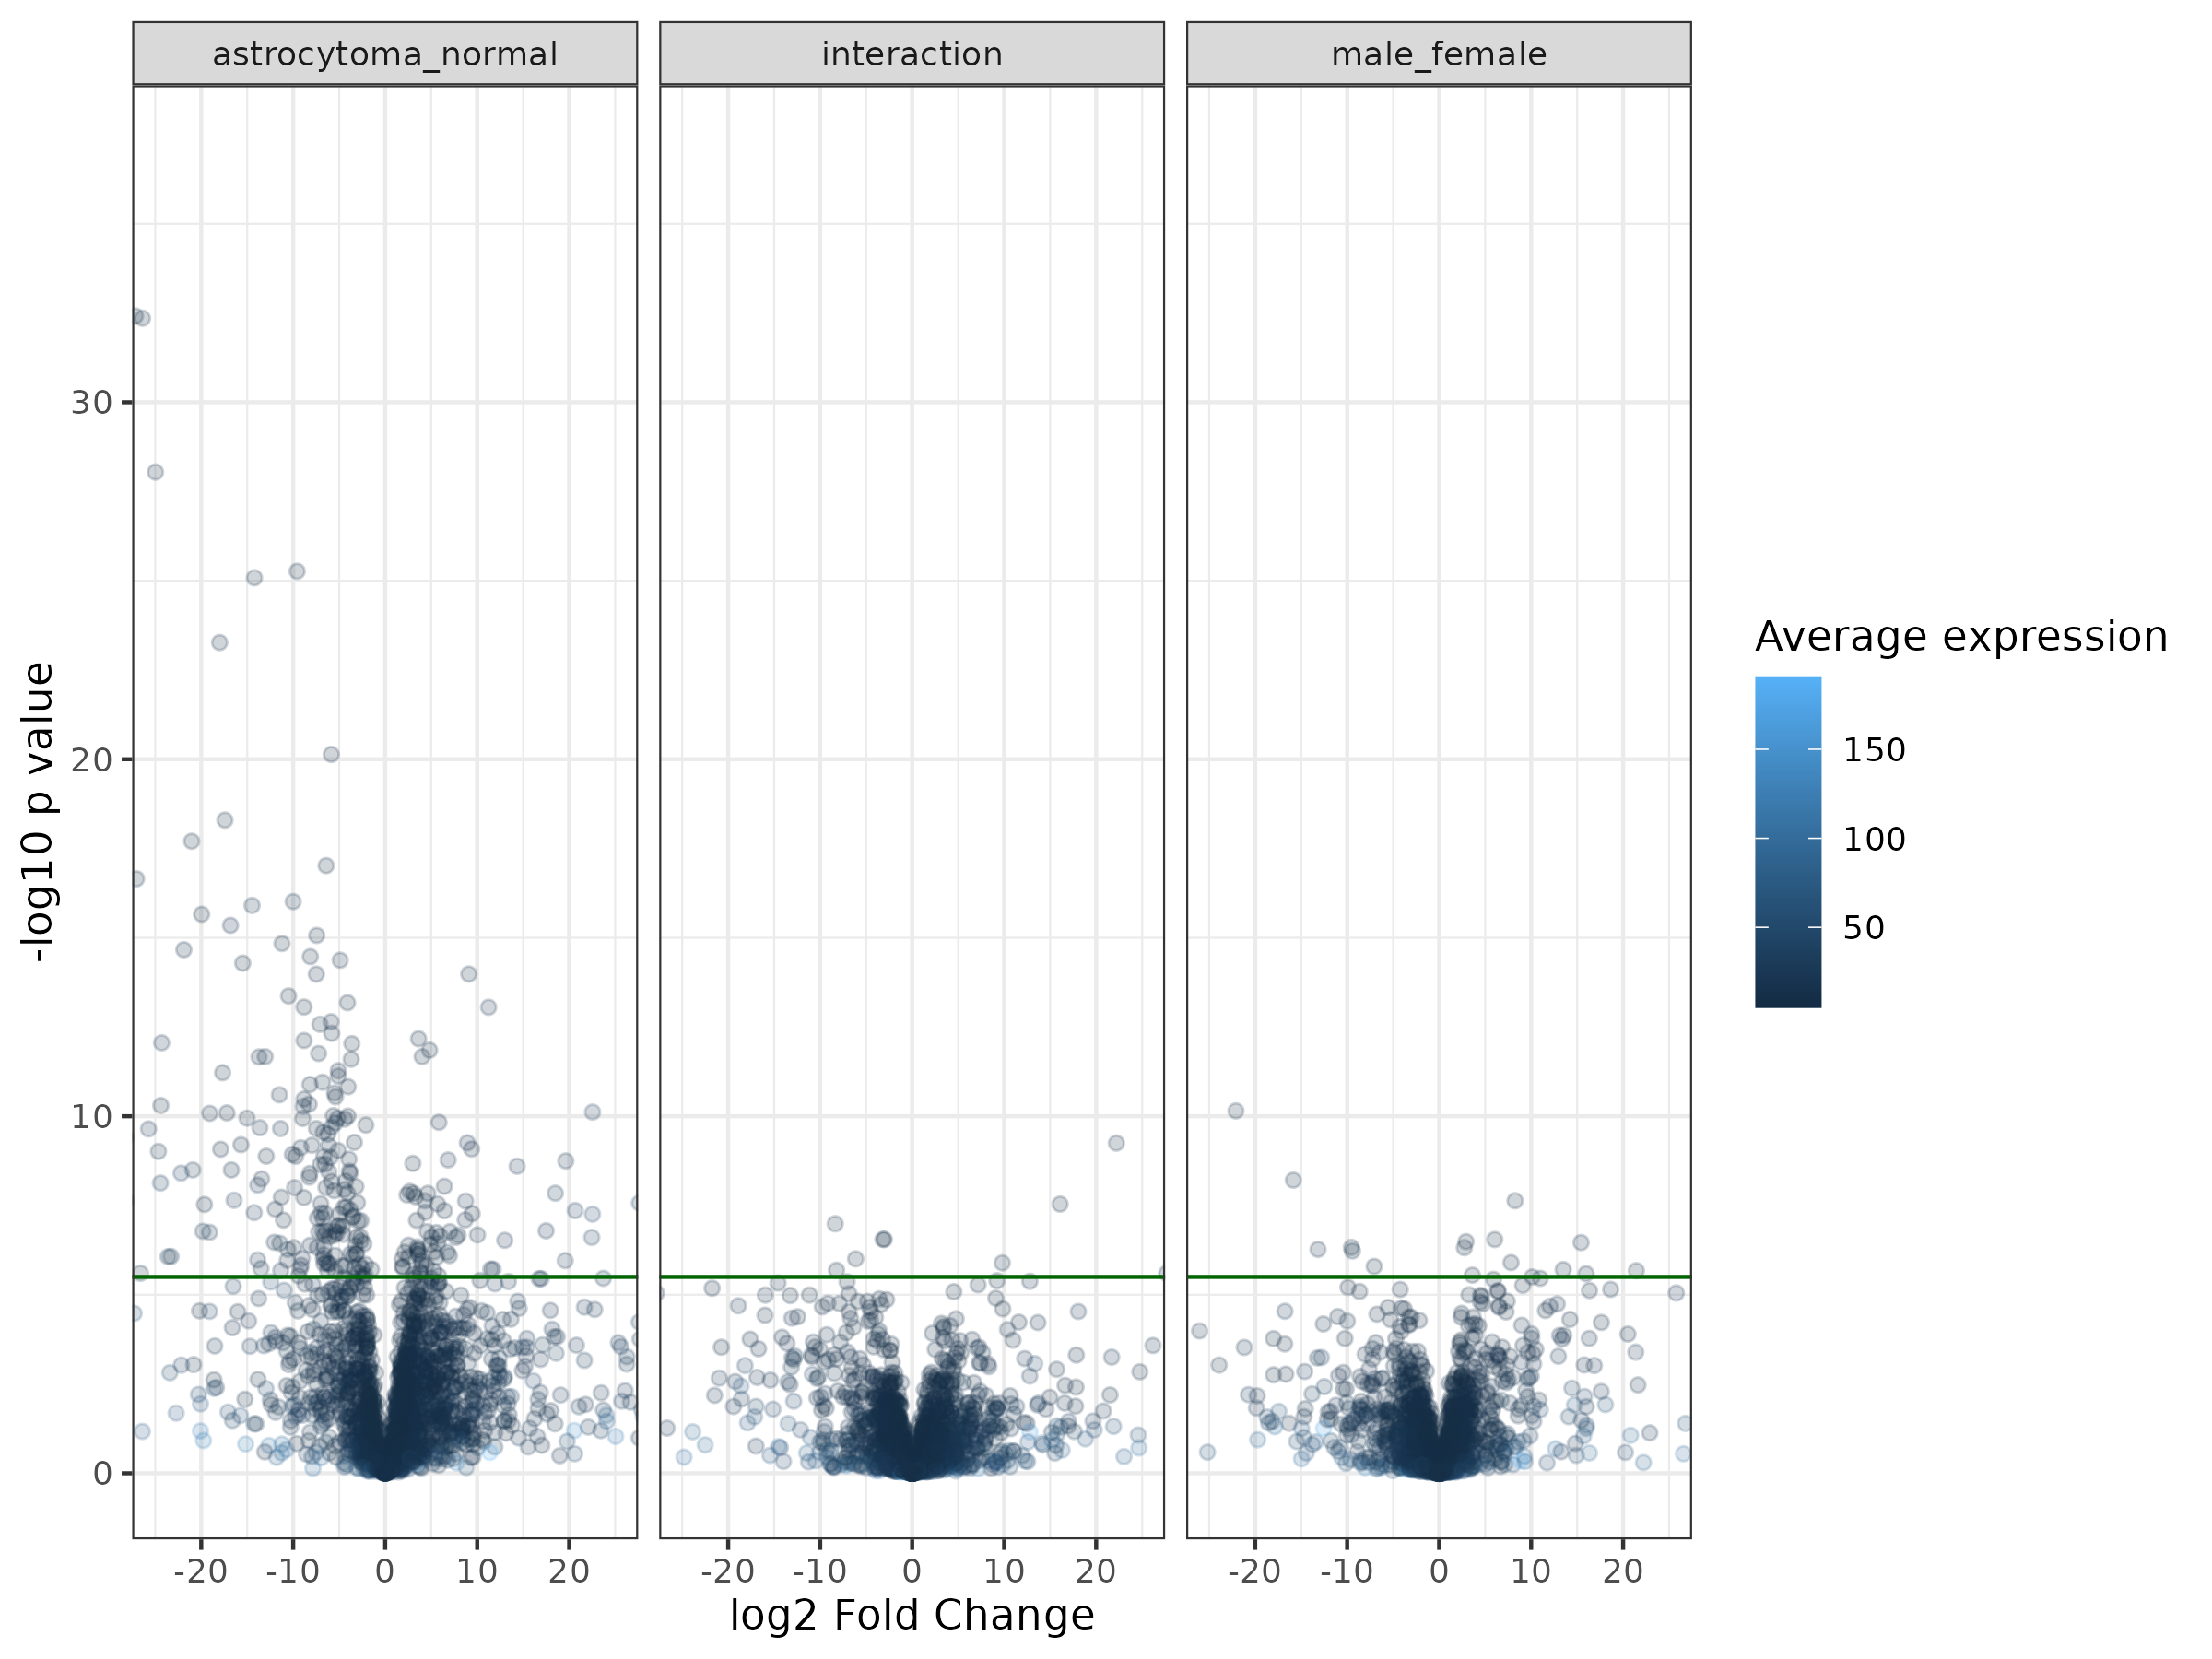 astrocytoma_normal
interaction
male_female
-log10 p value
30
20
10
0
-20 -10 0 10 20
-20 -10 0 10 20
-20 -10 0 10 20
log2 Fold Change
Average expression
150
100
50